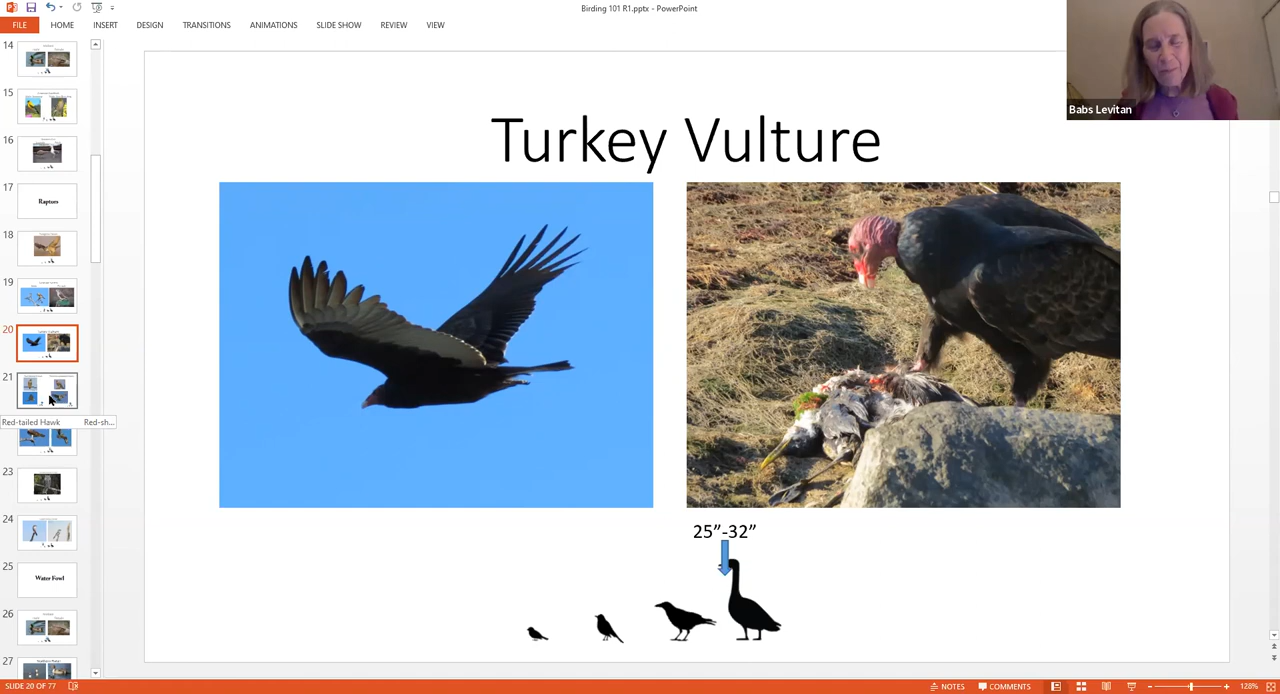 Birding 101 R1.pptx - PowerPoint
FILE
HOME
INSERT
DESIGN
TRANSITIONS
ANIMATIONS
SLIDE SHOW
REVIEW
VIEW
Babs Levitan
14
15
16
17
Raptors
18
19
20
21
Red-tailed Hawk Red-sh...
23
24
25
Water Fowl
26
27
Turkey Vulture
25”-32”
SLIDE 20 OF 77
NOTES
COMMENTS
128%